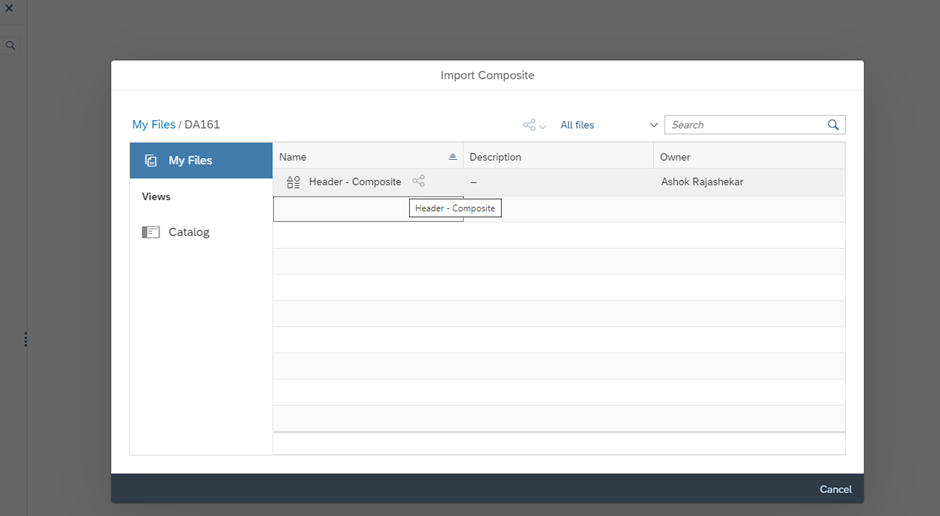 Import Composite
My Files / DA161
All files
Search
My Files
Name
Description
Owner
Header - Composite
–
Ashok Rajashekar
Header - Composite
Views
Catalog
Cancel